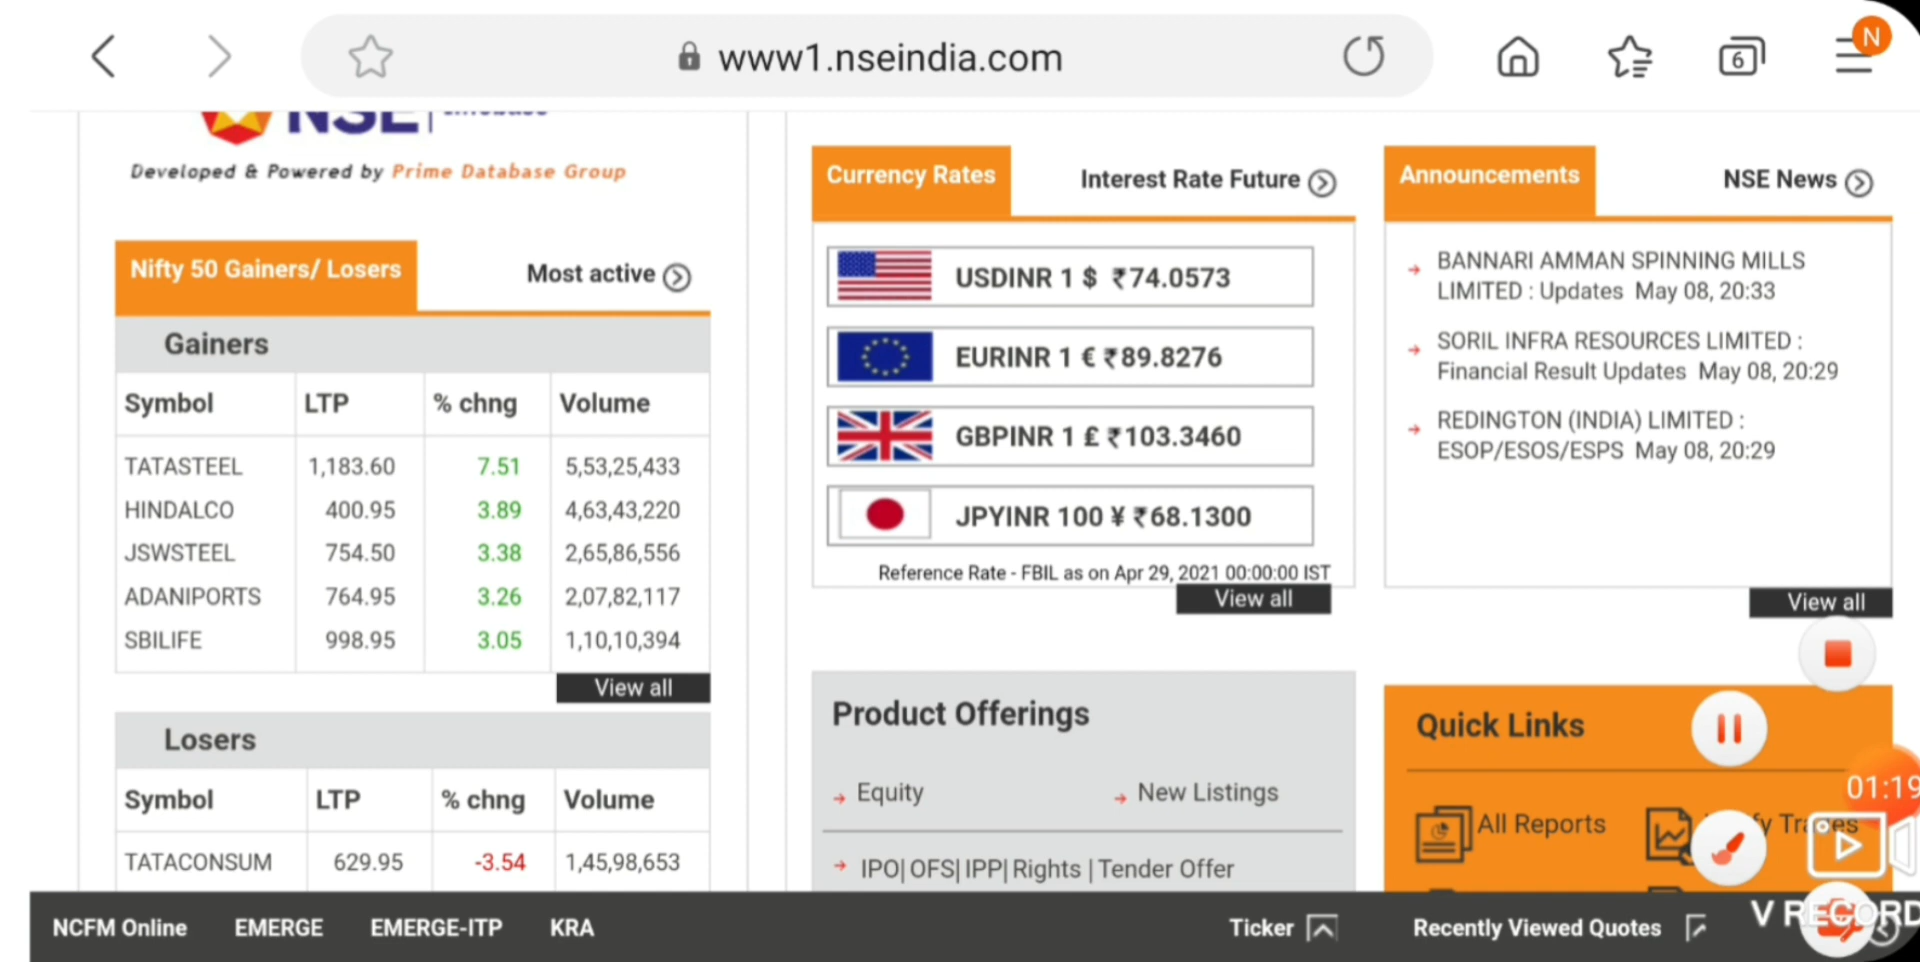 www1.nseindia.com
6
N
NSE
Developed & Powered by Prime Database Group
Nifty 50 Gainers/ Losers
Most active
Gainers
Symbol LTP % chng Volume
TATASTEEL 1,183.60 7.51 5,53,25,433
HINDALCO 400.95 3.89 4,63,43,220
JSWSTEEL 754.50 3.38 2,65,86,556
ADANIPORTS 764.95 3.26 2,07,82,117
SBILIFE 998.95 3.05 1,10,10,394
View all
Losers
Symbol LTP % chng Volume
TATACONSUM 629.95 -3.54 1,45,98,653
Currency Rates
Interest Rate Future
USDINR 1 $ ₹74.0573
EURINR 1 € ₹89.8276
GBPINR 1 £ ₹103.3460
JPYINR 100 ¥ ₹68.1300
Reference Rate - FBIL as on Apr 29, 2021 00:00:00 IST
View all
Announcements
NSE News
BANNARI AMMAN SPINNING MILLS
LIMITED : Updates May 08, 20:33
SORIL INFRA RESOURCES LIMITED :
Financial Result Updates May 08, 20:29
REDINGTON (INDIA) LIMITED :
ESOP/ESOS/ESPS May 08, 20:29
View all
Product Offerings
Equity
New Listings
IPO| OFS| IPP| Rights | Tender Offer
Quick Links
01:19
All Reports
NCFM Online EMERGE EMERGE-ITP KRA
Ticker
Recently Viewed Quotes
V RECORD